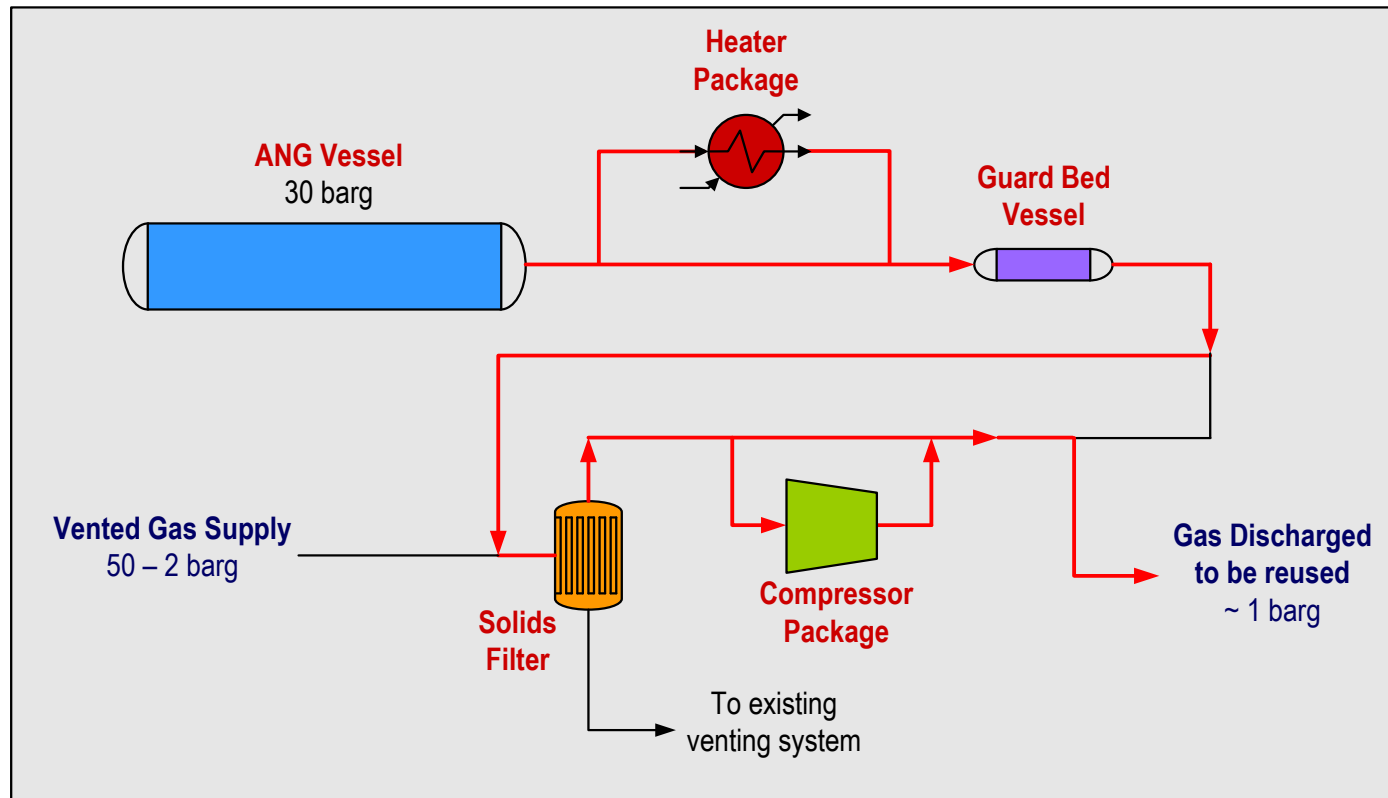 Heater
Package
ANG Vessel
30 barg
Guard Bed
Vessel
Vented Gas Supply
50 – 2 barg
Solids
Filter
Compressor
Package
Gas Discharged
to be reused
~ 1 barg
To existing
venting system